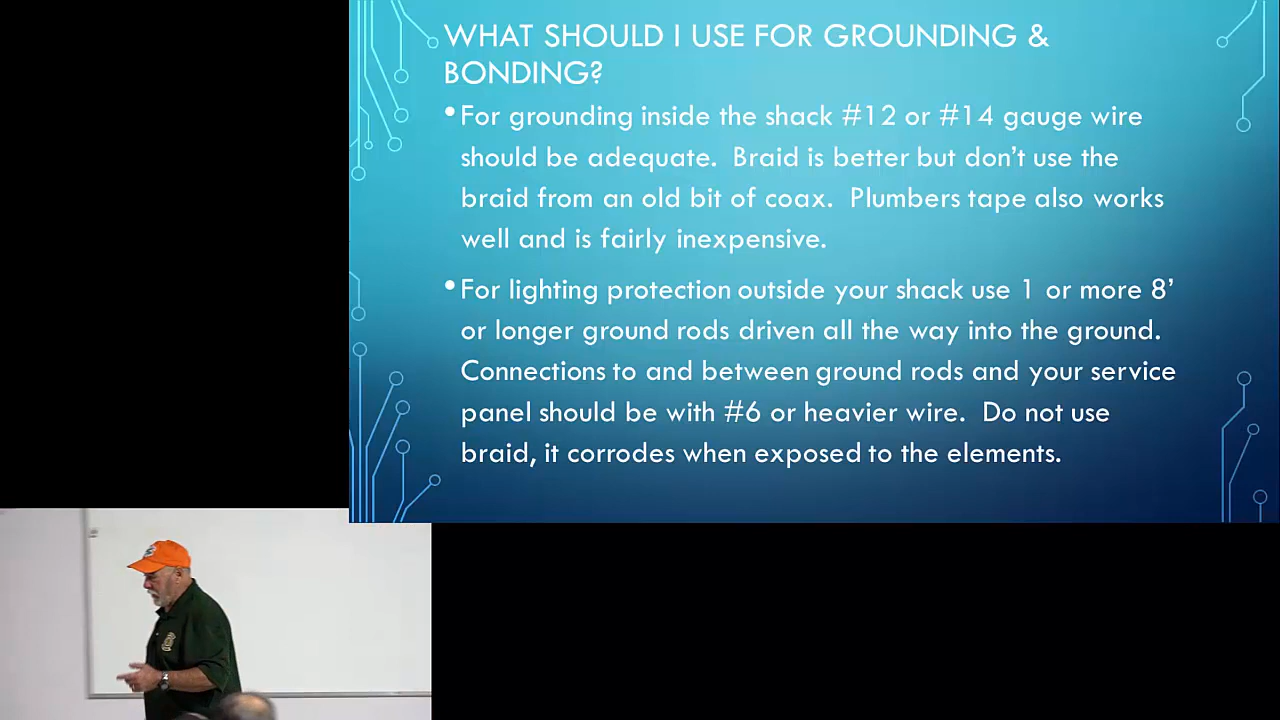 WHAT SHOULD I USE FOR GROUNDING &
BONDING?
•For grounding inside the shack #12 or #14 gauge wire
should be adequate.  Braid is better but don’t use the
braid from an old bit of coax.  Plumbers tape also works
well and is fairly inexpensive.
•For lighting protection outside your shack use 1 or more 8’
or longer ground rods driven all the way into the ground.
Connections to and between ground rods and your service
panel should be with #6 or heavier wire.  Do not use
braid, it corrodes when exposed to the elements.